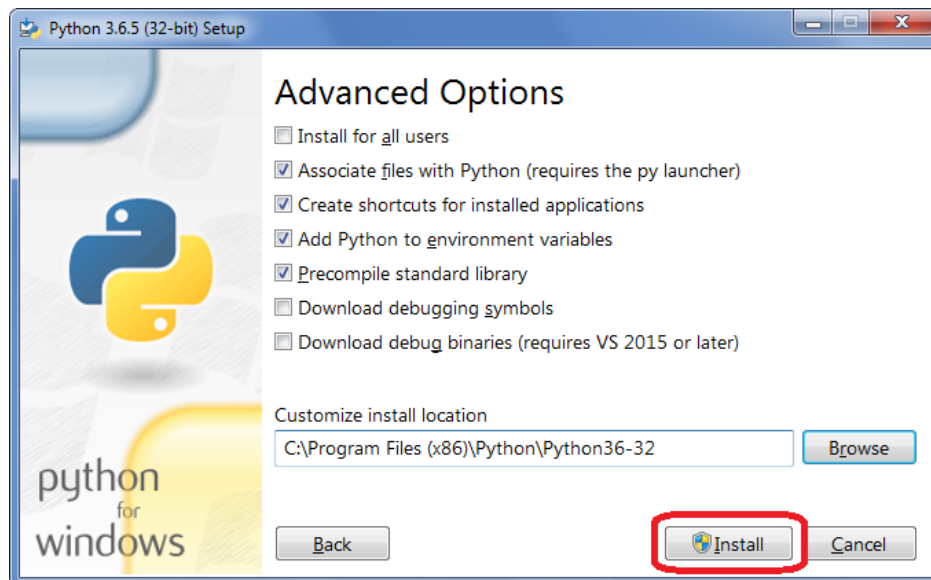 Python 3.6.5 (32-bit) Setup
Advanced Options
Install for all users
Associate files with Python (requires the py launcher)
Create shortcuts for installed applications
Add Python to environment variables
Precompile standard library
Download debugging symbols
Download debug binaries (requires VS 2015 or later)
Customize install location
C:\Program Files (x86)\Python\Python36-32
Browse
python
for
windows
Back
Install
Cancel